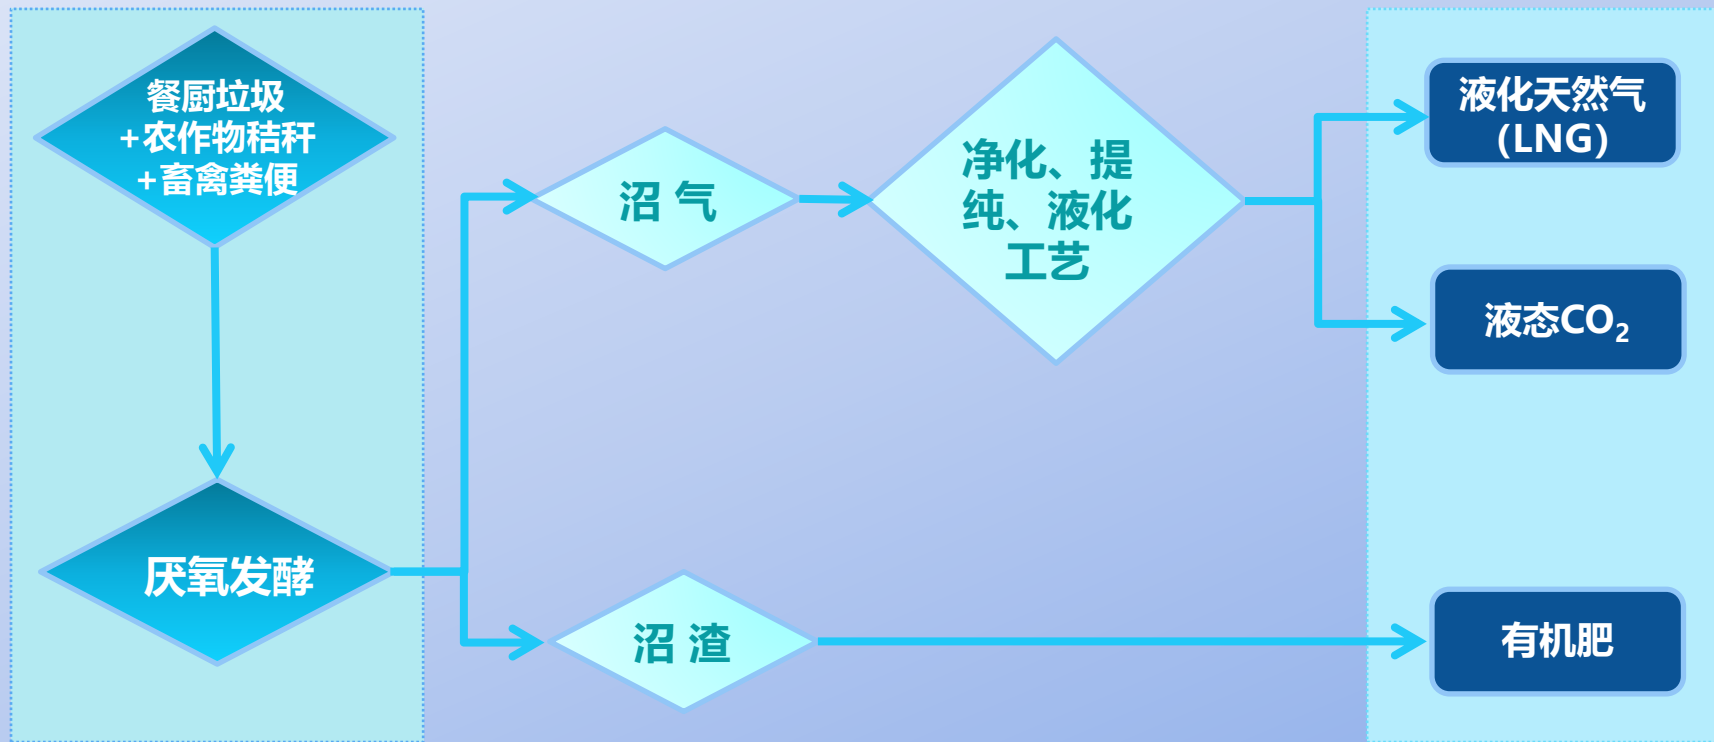 餐厨垃圾
+农作物秸秆
+畜禽粪便
厌氧发酵
沼 气
沼 渣
净化、提
纯、液化
工艺
液化天然气
(LNG)
液态CO₂
有机肥